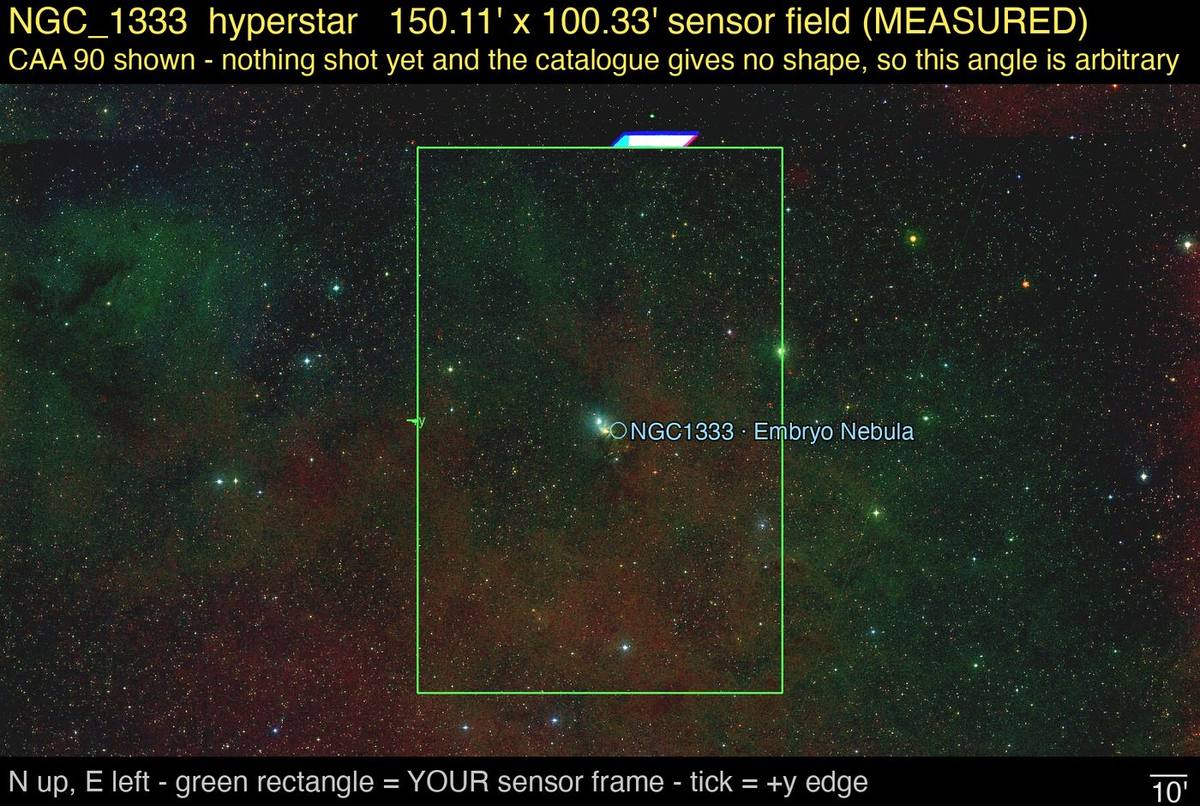 NGC_1333 hyperstar 150.11' x 100.33' sensor field (MEASURED)
CAA 90 shown - nothing shot yet and the catalogue gives no shape, so this angle is arbitrary
+y
NGC1333 · Embryo Nebula
N up, E left - green rectangle = YOUR sensor frame - tick = +y edge
10'